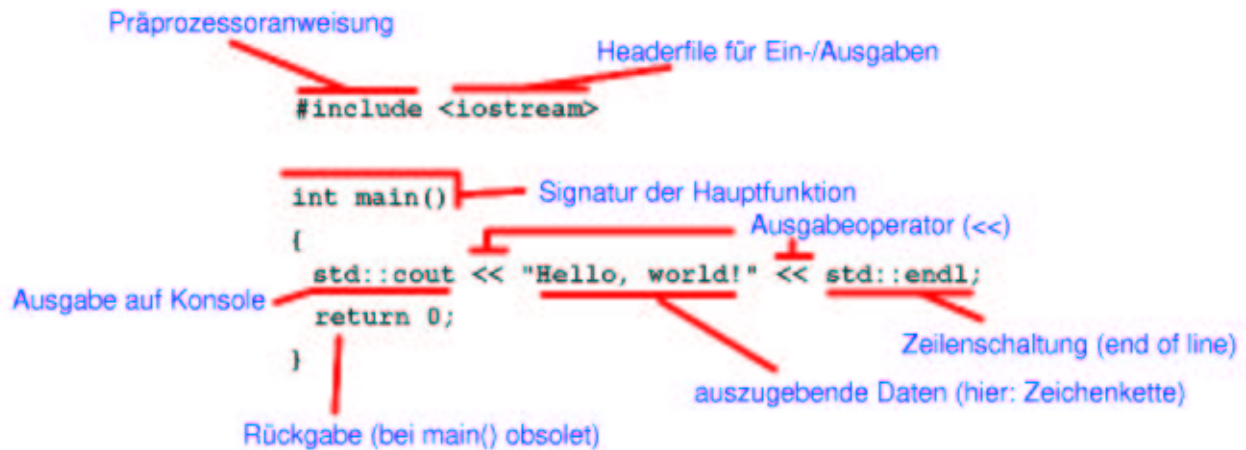 Präprozessoranweisung
Headerfile für Ein-/Ausgaben
#include <iostream>
int main()
Signatur der Hauptfunktion
{
Ausgabeoperator (<<)
std::cout << "Hello, world!" << std::endl;
Ausgabe auf Konsole
return 0;
Zeilenschaltung (end of line)
}
auszugebende Daten (hier: Zeichenkette)
Rückgabe (bei main() obsolet)